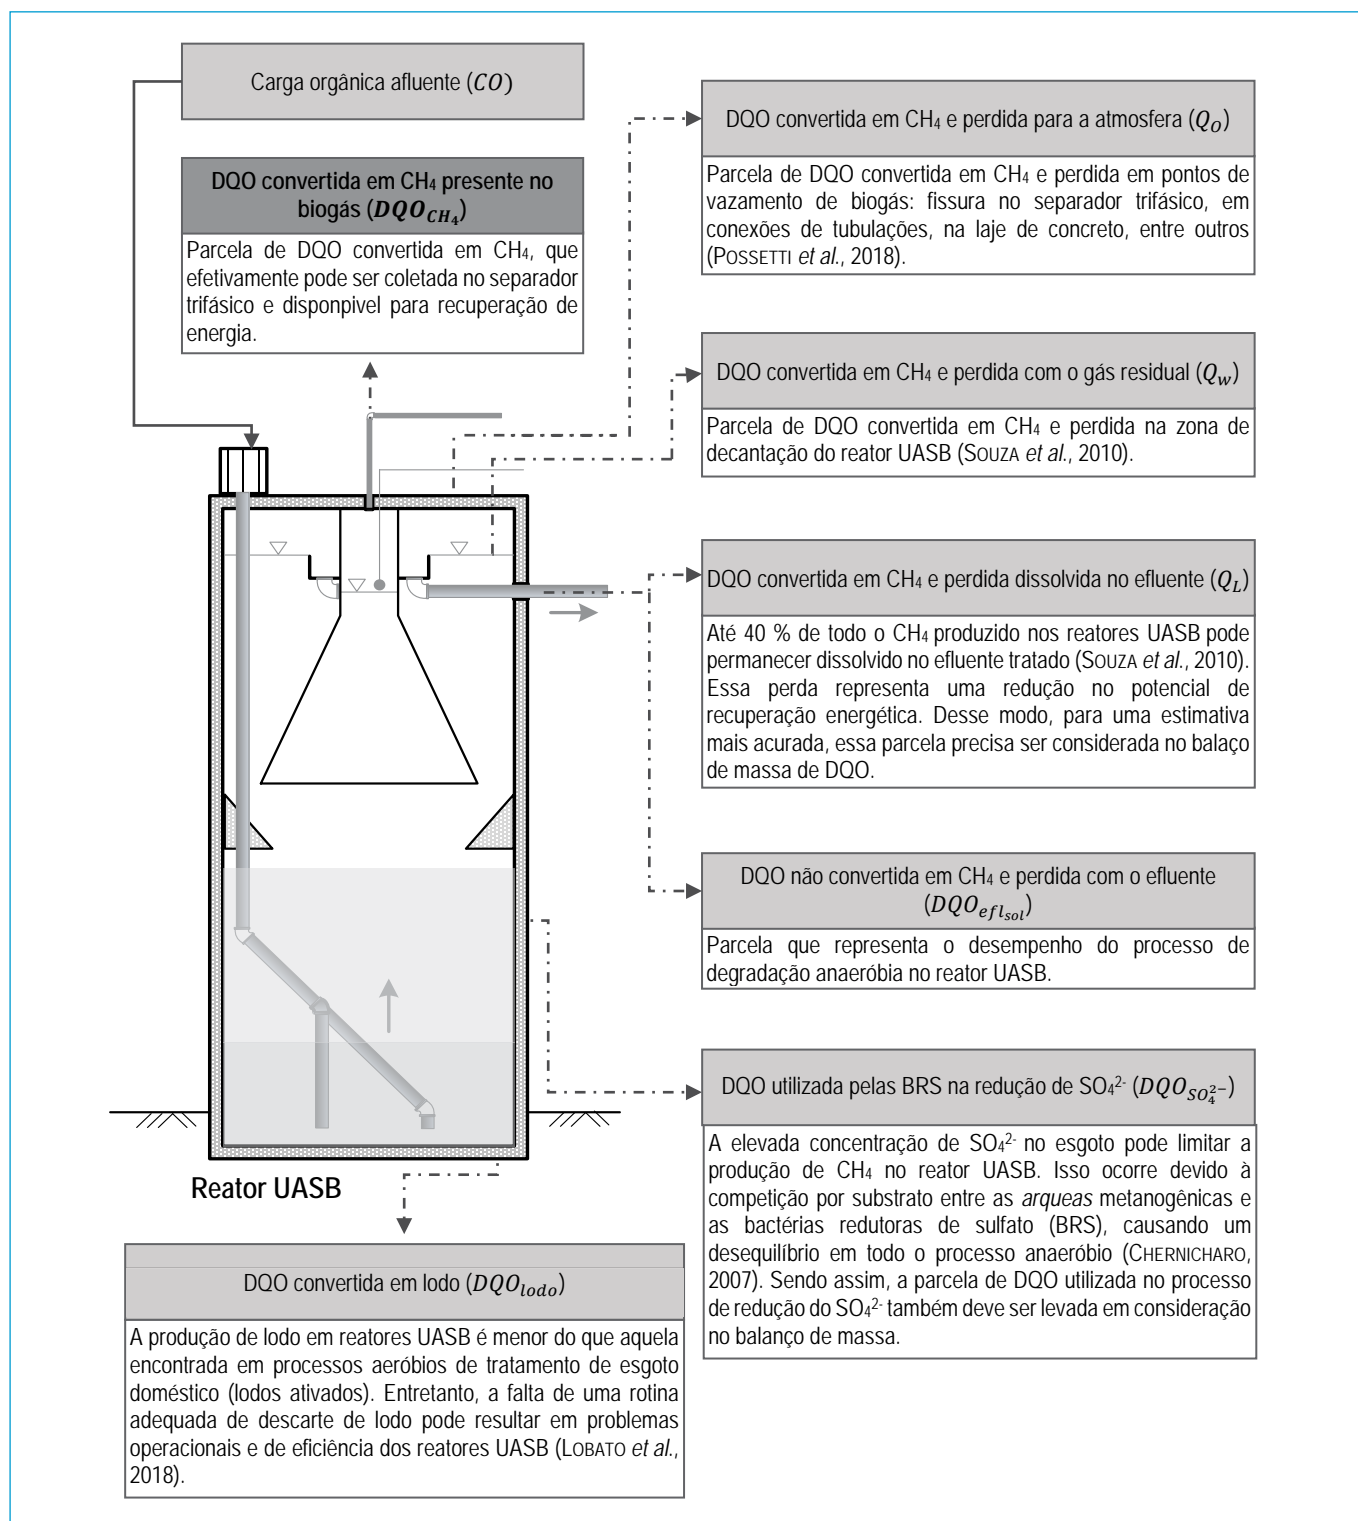 Carga orgânica afluente (CO)
DQO convertida em CH₄ presente no
biogás (DQO_{CH₄})
Parcela de DQO convertida em CH₄, que
efetivamente pode ser coletada no separador
trifásico e disponpivel para recuperação de
energia.
DQO convertida em CH₄ e perdida para a atmosfera (Q_O)
Parcela de DQO convertida em CH₄ e perdida em pontos de
vazamento de biogás: fissura no separador trifásico, em
conexões de tubulações, na laje de concreto, entre outros
(POSSETTI et al., 2018).
DQO convertida em CH₄ e perdida com o gás residual (Q_w)
Parcela de DQO convertida em CH₄ e perdida na zona de
decantação do reator UASB (SOUZA et al., 2010).
DQO convertida em CH₄ e perdida dissolvida no efluente (Q_L)
Até 40 % de todo o CH₄ produzido nos reatores UASB pode
permanecer dissolvido no efluente tratado (SOUZA et al., 2010).
Essa perda representa uma redução no potencial de
recuperação energética. Desse modo, para uma estimativa
mais acurada, essa parcela precisa ser considerada no balaço
de massa de DQO.
DQO não convertida em CH₄ e perdida com o efluente
(DQO_{efl_{sol}})
Parcela que representa o desempenho do processo de
degradação anaeróbia no reator UASB.
DQO utilizada pelas BRS na redução de SO₄²⁻ (DQO_{SO₄²⁻})
A elevada concentração de SO₄²⁻ no esgoto pode limitar a
produção de CH₄ no reator UASB. Isso ocorre devido à
competição por substrato entre as arqueas metanogênicas e
as bactérias redutoras de sulfato (BRS), causando um
desequilíbrio em todo o processo anaeróbio (CHERNICHARO,
2007). Sendo assim, a parcela de DQO utilizada no processo
de redução do SO₄²⁻ também deve ser levada em consideração
no balanço de massa.
Reator UASB
DQO convertida em lodo (DQO_{lodo})
A produção de lodo em reatores UASB é menor do que aquela
encontrada em processos aeróbios de tratamento de esgoto
doméstico (lodos ativados). Entretanto, a falta de uma rotina
adequada de descarte de lodo pode resultar em problemas
operacionais e de eficiência dos reatores UASB (LOBATO et al.,
2018).